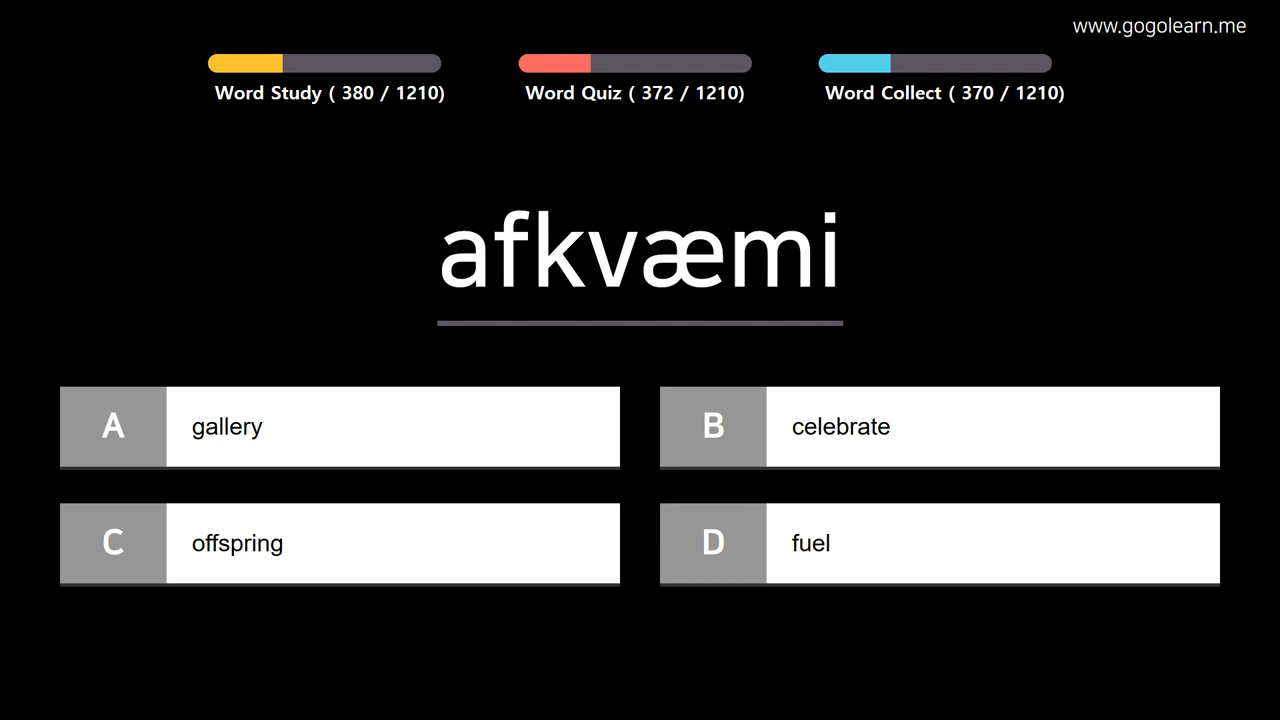 www.gogolearn.me
Word Study ( 380 / 1210)
Word Quiz ( 372 / 1210)
Word Collect ( 370 / 1210)
afkvæmi
A gallery
B celebrate
C offspring
D fuel